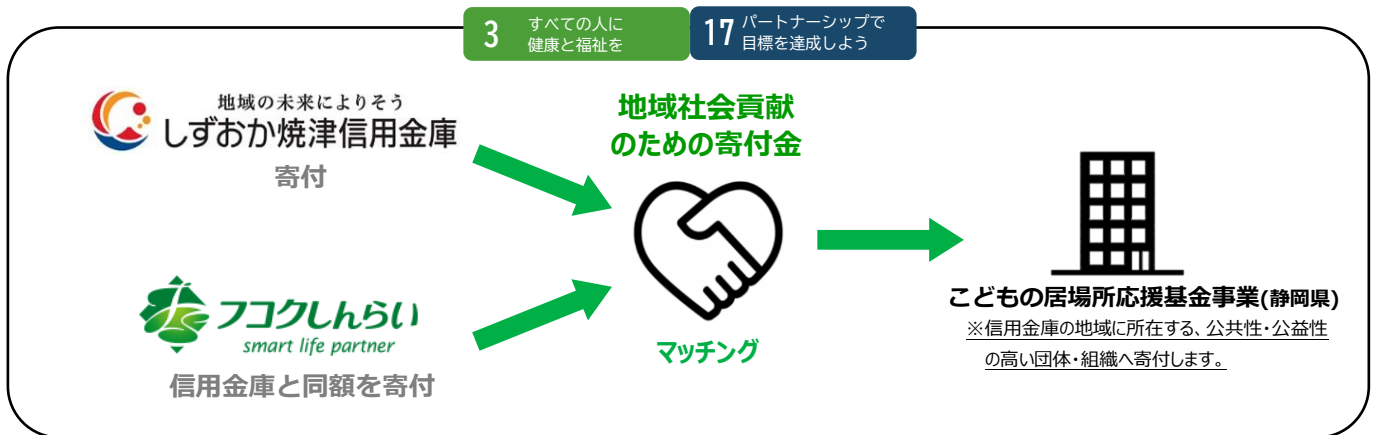 3
すべての人に
健康と福祉を
17
パートナーシップで
目標を達成しよう
地域の未来によりそう
しずおか焼津信用金庫
寄付
フコクしんらい
smart life partner
信用金庫と同額を寄付
地域社会貢献
のための寄付金
マッチング
こどもの居場所応援基金事業(静岡県)
※信用金庫の地域に所在する、公共性・公益性
の高い団体・組織へ寄付します。